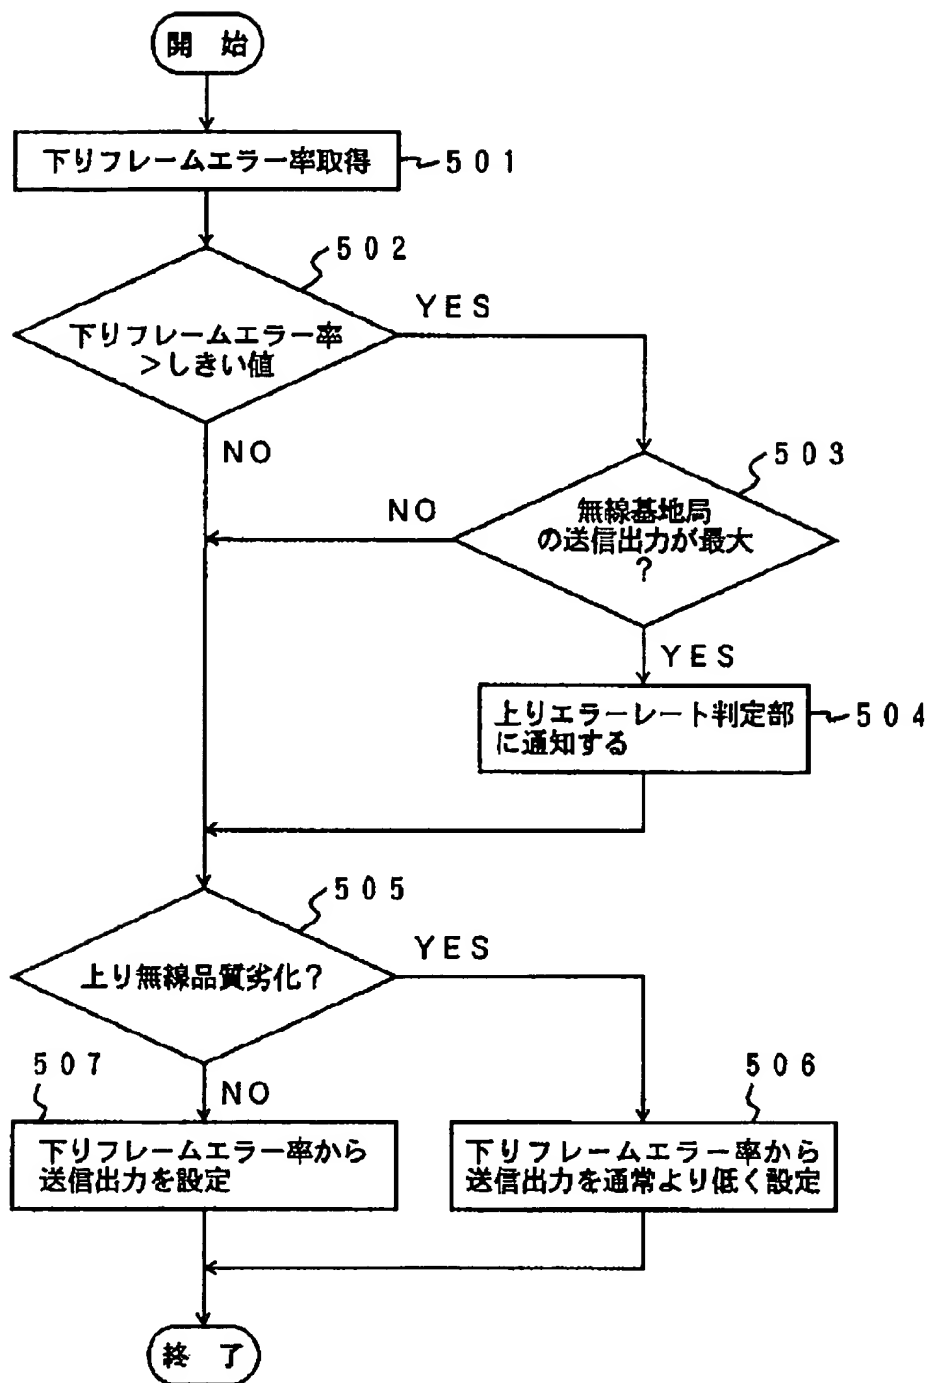 開 始
下りフレームエラー率取得
501
502
下りフレームエラー率
>しきい値
YES
NO
503
無線基地局
の送信出力が最大
?
NO
YES
上りエラーレート判定部
に通知する
504
505
上り無線品質劣化?
YES
NO
507
下りフレームエラー率から
送信出力を設定
506
下りフレームエラー率から
送信出力を通常より低く設定
終 了